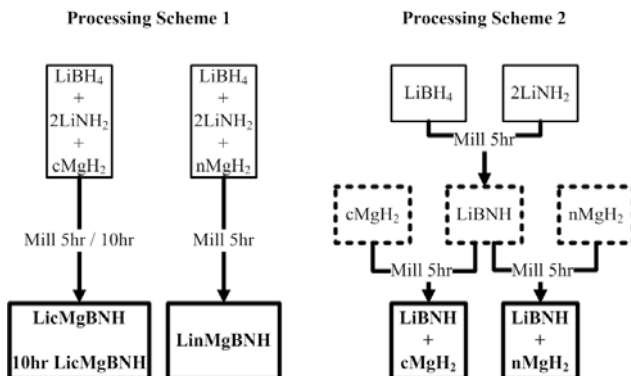 Processing Scheme 1
LiBH₄
+
2LiNH₂
+
cMgH₂
LiBH₄
+
2LiNH₂
+
nMgH₂
Mill 5hr / 10hr
Mill 5hr
LicMgBNH
10hr LicMgBNH
LinMgBNH
Processing Scheme 2
LiBH₄
2LiNH₂
Mill 5hr
cMgH₂
LiBNH
nMgH₂
Mill 5hr
Mill 5hr
LiBNH
+
cMgH₂
LiBNH
+
nMgH₂